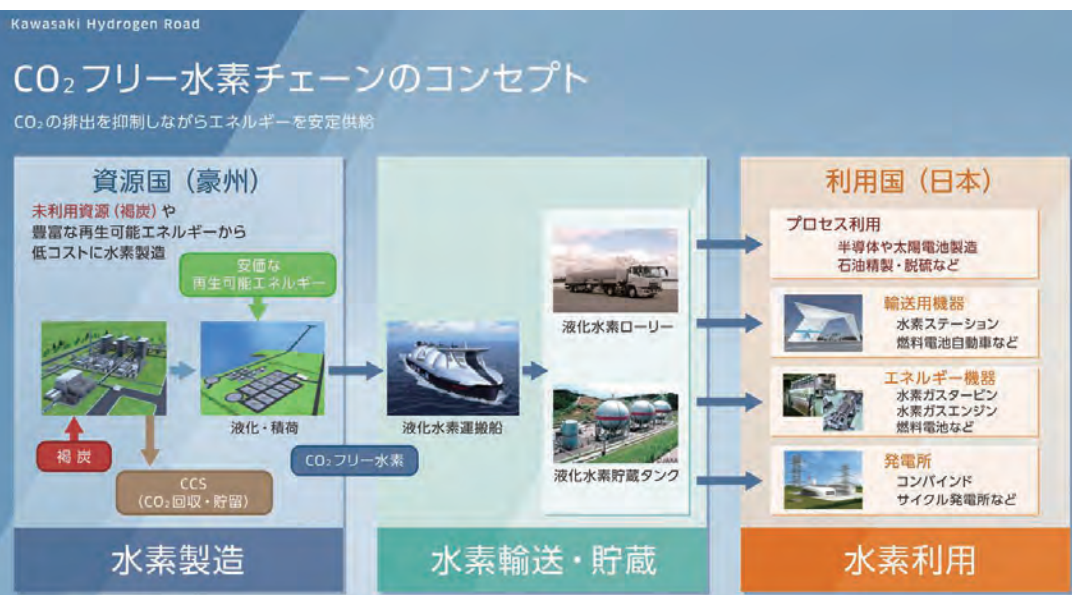 Kawasaki Hydrogen Road
CO₂フリー水素チェーンのコンセプト
CO₂の排出を抑制しながらエネルギーを安定供給
資源国（豪州）
未利用資源（褐炭）や
豊富な再生可能エネルギーから
低コストに水素製造
安価な
再生可能エネルギー
液化・積荷
褐炭
CCS
（CO₂回収・貯留）
CO₂フリー水素
水素製造
液化水素運搬船
液化水素ローリー
©JAXA
液化水素貯蔵タンク
水素輸送・貯蔵
利用国（日本）
プロセス利用
半導体や太陽電池製造
石油精製・脱硫など
輸送用機器
水素ステーション
燃料電池自動車など
エネルギー機器
水素ガスタービン
水素ガスエンジン
燃料電池など
発電所
コンバインド
サイクル発電所など
水素利用